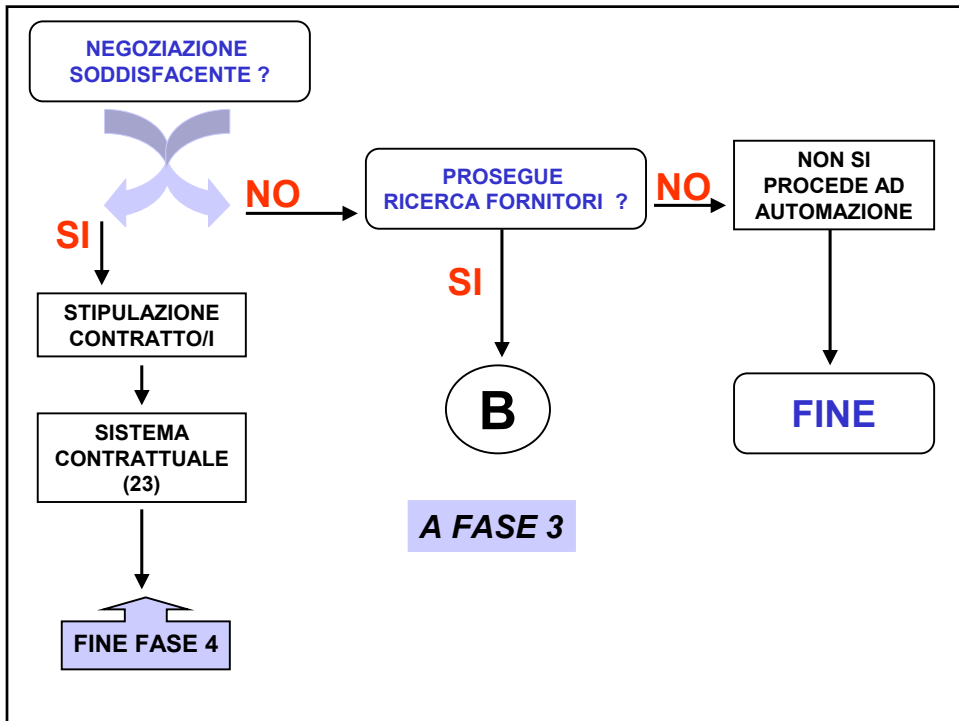 NEGOZIAZIONE
SODDISFACENTE ?
NO
SI
PROSEGUE
RICERCA FORNITORI ?
NO
SI
NON SI
PROCEDE AD
AUTOMAZIONE
STIPULAZIONE
CONTRATTO/I
B
FINE
SISTEMA
CONTRATTUALE
(23)
A FASE 3
FINE FASE 4